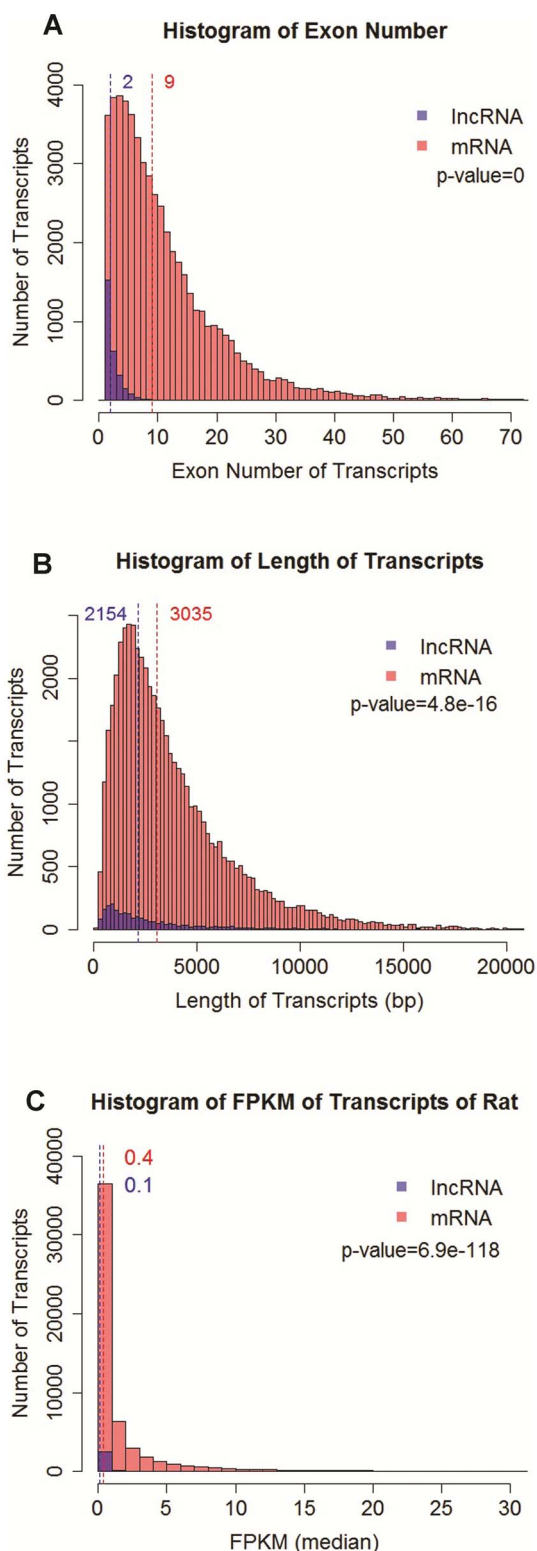 A
Histogram of Exon Number
2 9
lncRNA
mRNA
p-value=0
Number of Transcripts
0 1000 2000 3000 4000
0 10 20 30 40 50 60 70
Exon Number of Transcripts
B
Histogram of Length of Transcripts
2154 3035
lncRNA
mRNA
p-value=4.8e-16
Number of Transcripts
0 500 1000 2000
0 5000 10000 15000 20000
Length of Transcripts (bp)
C
Histogram of FPKM of Transcripts of Rat
0.4
0.1
lncRNA
mRNA
p-value=6.9e-118
Number of Transcripts
0 10000 20000 30000 40000
0 5 10 15 20 25 30
FPKM (median)